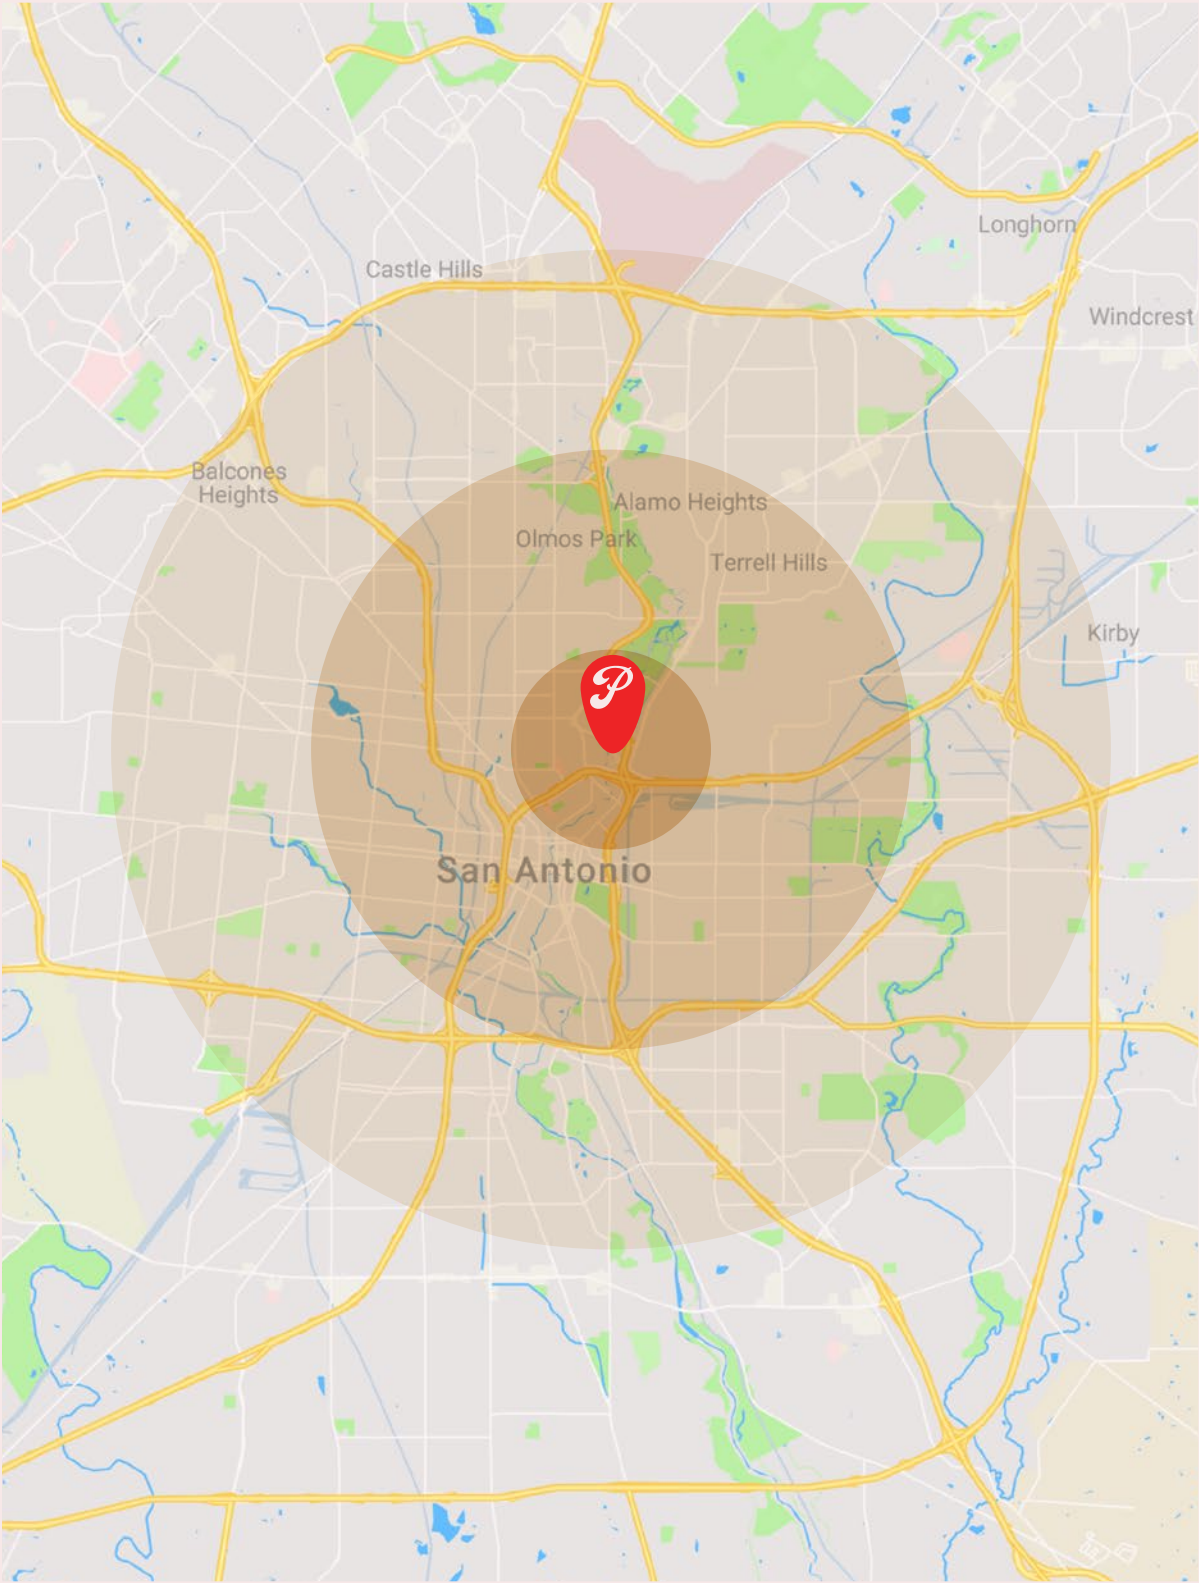 Longhorn
Castle Hills
Windcrest
Balcones
Heights
Alamo Heights
Olmos Park
Terrell Hills
Kirby
P
San Antonio